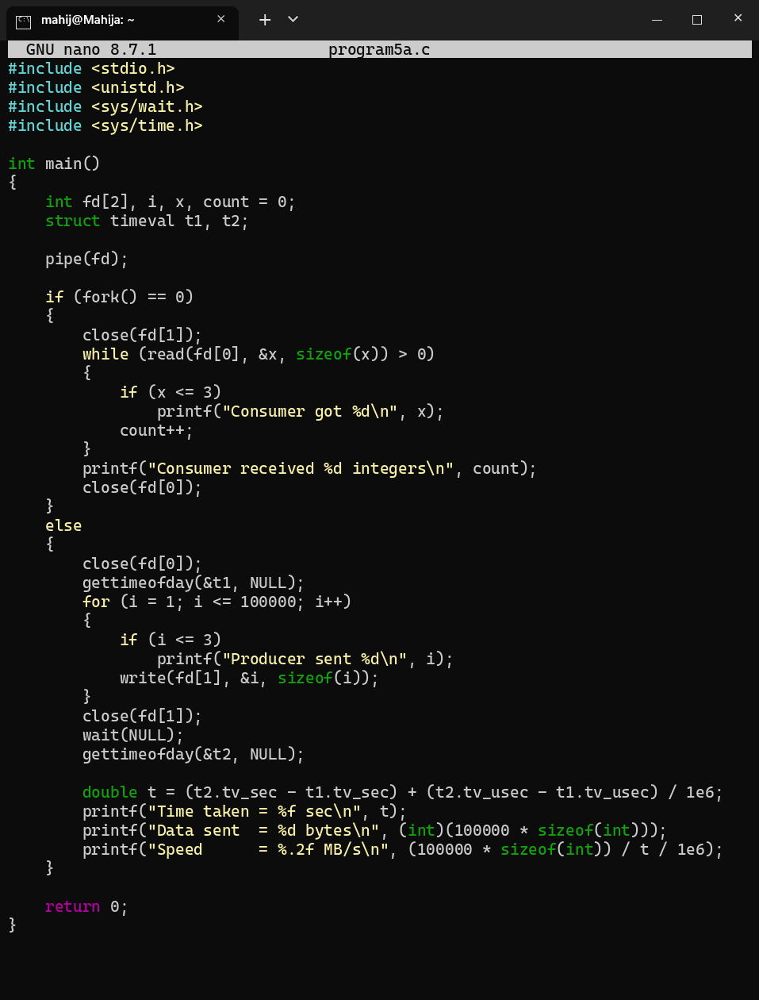 mahij@Mahija: ~
GNU nano 8.7.1 program5a.c
#include <stdio.h>
#include <unistd.h>
#include <sys/wait.h>
#include <sys/time.h>

int main()
{
    int fd[2], i, x, count = 0;
    struct timeval t1, t2;

    pipe(fd);

    if (fork() == 0)
    {
        close(fd[1]);
        while (read(fd[0], &x, sizeof(x)) > 0)
        {
            if (x <= 3)
                printf("Consumer got %d\n", x);
            count++;
        }
        printf("Consumer received %d integers\n", count);
        close(fd[0]);
    }
    else
    {
        close(fd[0]);
        gettimeofday(&t1, NULL);
        for (i = 1; i <= 100000; i++)
        {
            if (i <= 3)
                printf("Producer sent %d\n", i);
            write(fd[1], &i, sizeof(i));
        }
        close(fd[1]);
        wait(NULL);
        gettimeofday(&t2, NULL);

        double t = (t2.tv_sec - t1.tv_sec) + (t2.tv_usec - t1.tv_usec) / 1e6;
        printf("Time taken = %f sec\n", t);
        printf("Data sent  = %d bytes\n", (int)(100000 * sizeof(int)));
        printf("Speed      = %.2f MB/s\n", (100000 * sizeof(int)) / t / 1e6);
    }

    return 0;
}